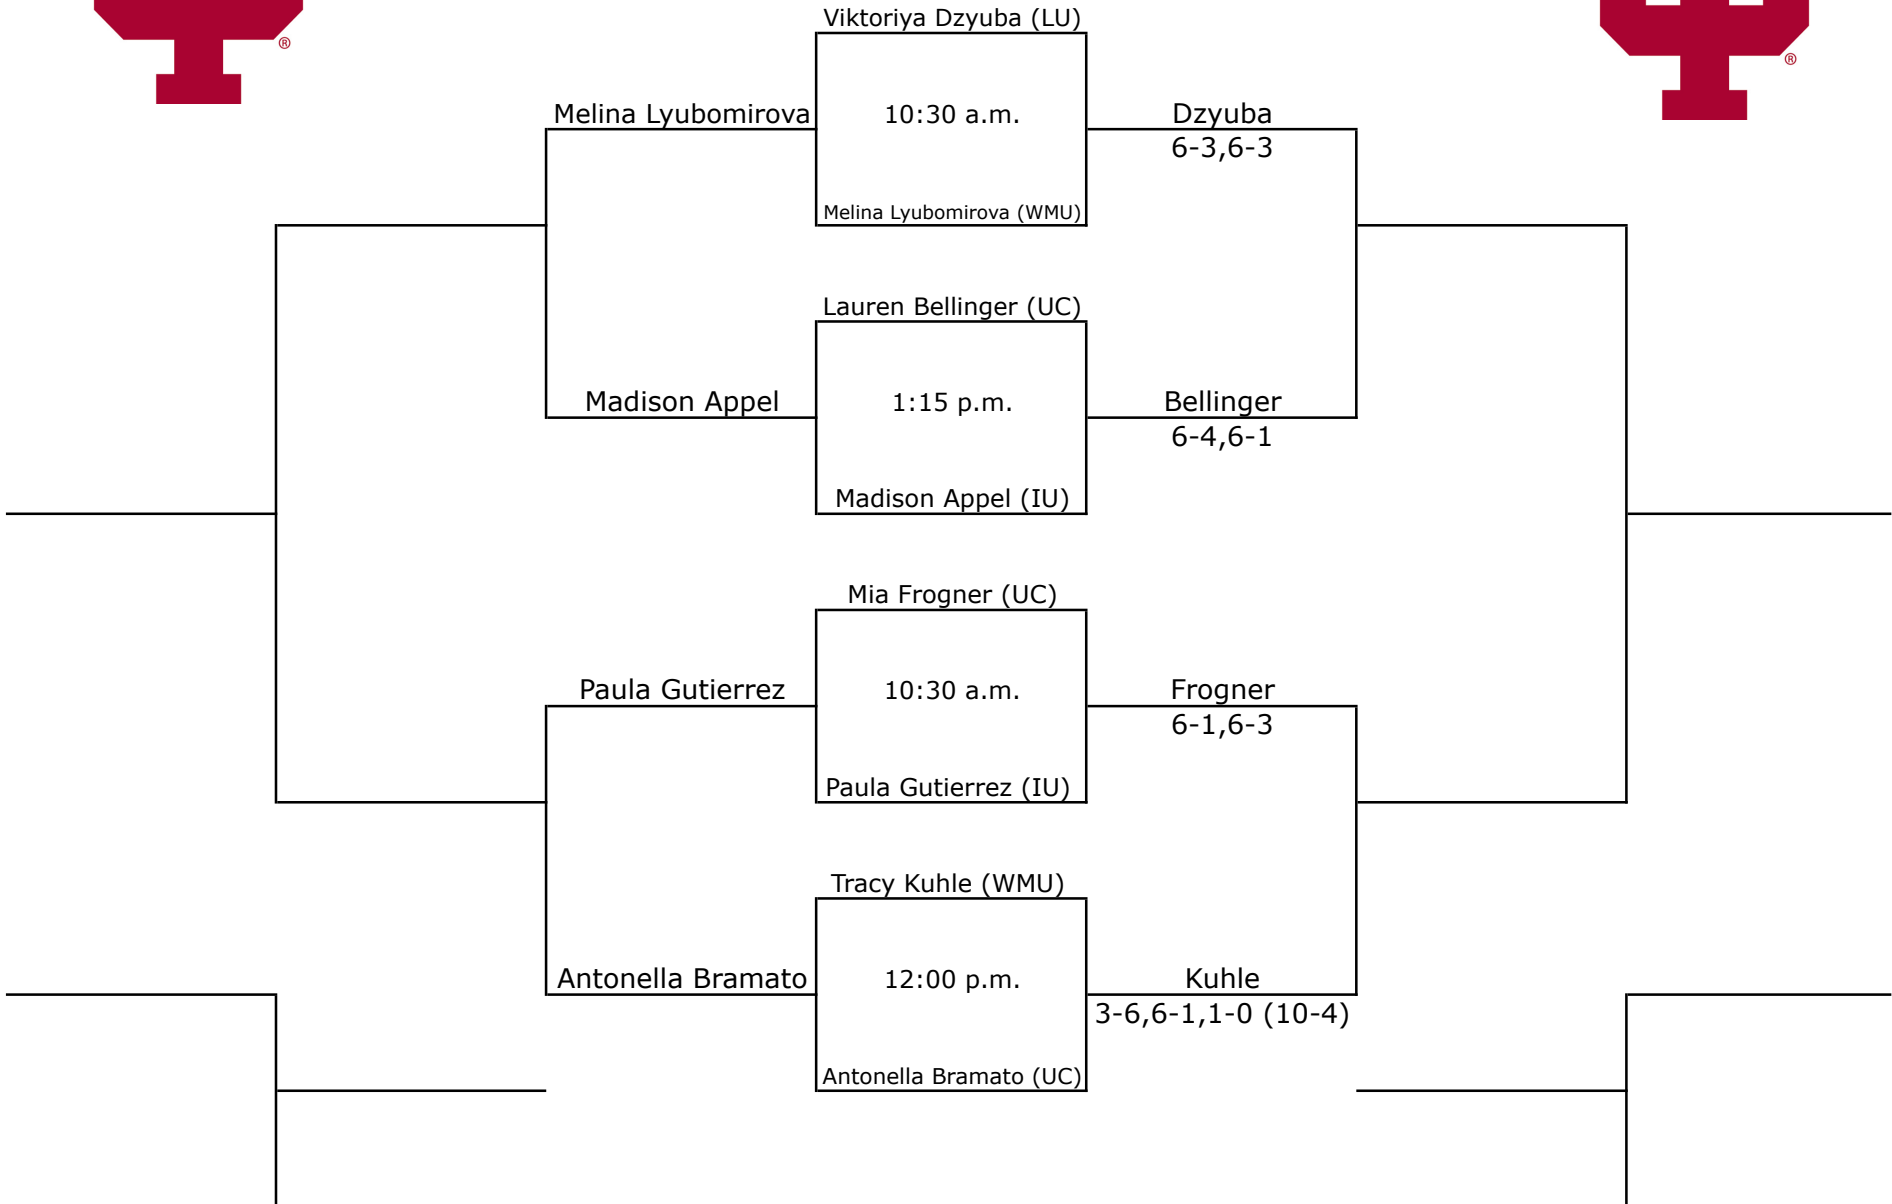 Viktoriya Dzyuba (LU)
®
®
Melina Lyubomirova
10:30 a.m.
Dzyuba
6-3,6-3
Melina Lyubomirova (WMU)
Lauren Bellinger (UC)
Madison Appel
1:15 p.m.
Bellinger
6-4,6-1
Madison Appel (IU)
Mia Frogner (UC)
Paula Gutierrez
10:30 a.m.
Frogner
6-1,6-3
Paula Gutierrez (IU)
Tracy Kuhle (WMU)
Antonella Bramato
12:00 p.m.
Kuhle
3-6,6-1,1-0 (10-4)
Antonella Bramato (UC)